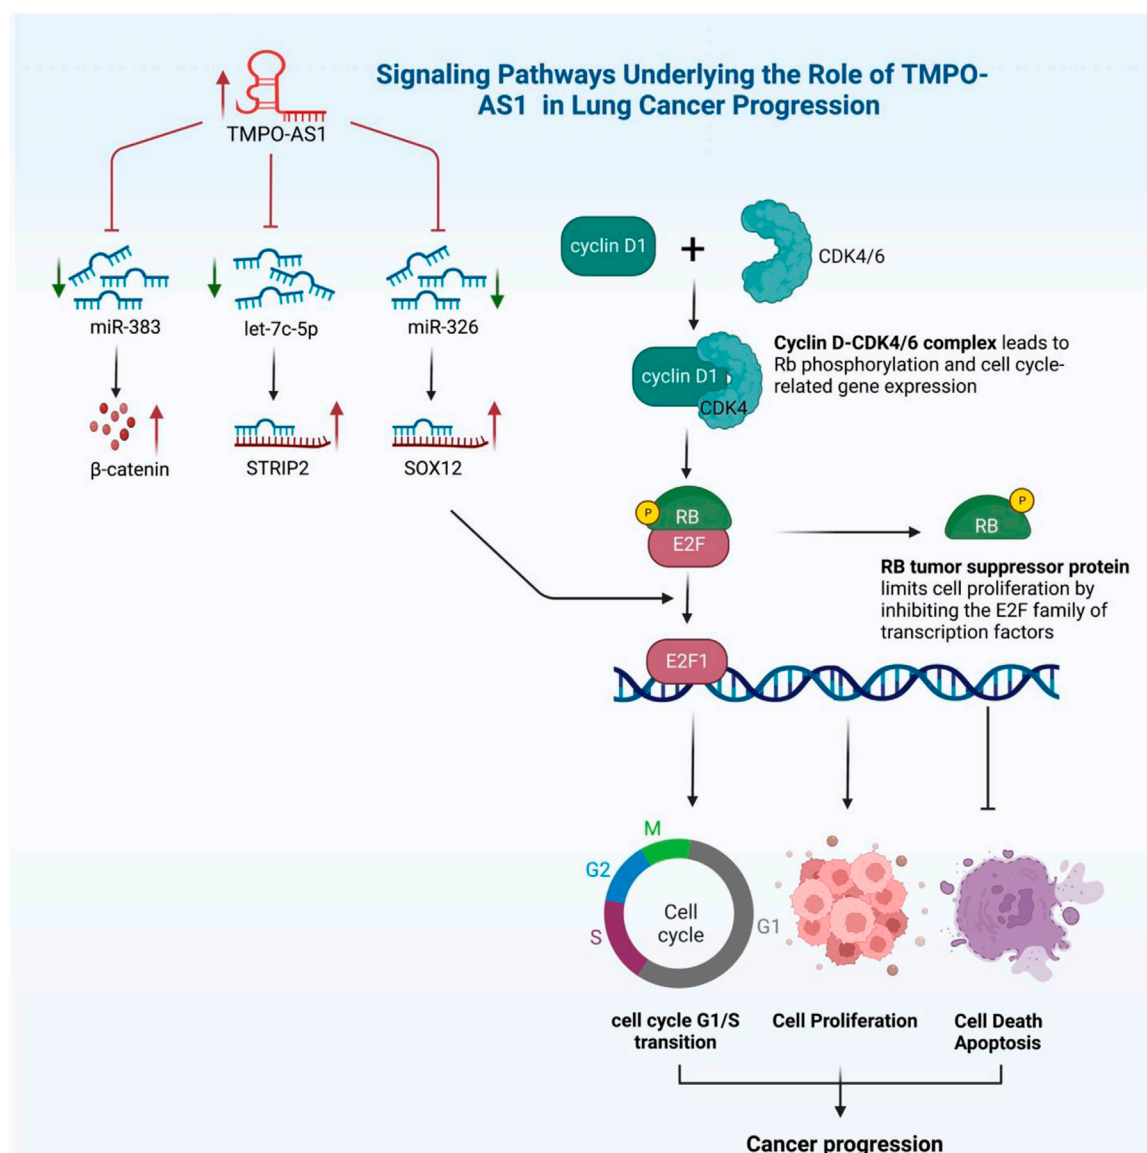 Signaling Pathways Underlying the Role of TMPO-
AS1 in Lung Cancer Progression
TMPO-AS1
miR-383
let-7c-5p
miR-326
β-catenin
STRIP2
SOX12
cyclin D1
+
CDK4/6
Cyclin D-CDK4/6 complex leads to
Rb phosphorylation and cell cycle-
related gene expression
cyclin D1
CDK4
P
RB
E2F
P
RB
RB tumor suppressor protein
limits cell proliferation by
inhibiting the E2F family of
transcription factors
E2F1
M
G2
S
G1
Cell
cycle
cell cycle G1/S
transition
Cell Proliferation
Cell Death
Apoptosis
Cancer progression